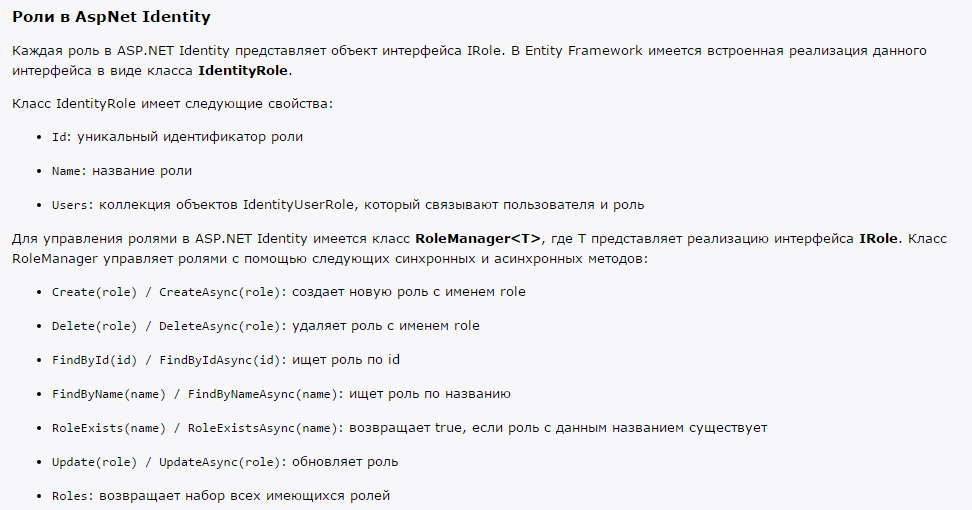 Роли в AspNet Identity
Каждая роль в ASP.NET Identity представляет объект интерфейса IRole. В Entity Framework имеется встроенная реализация данного
интерфейса в виде класса IdentityRole.
Класс IdentityRole имеет следующие свойства:
• Id: уникальный идентификатор роли
• Name: название роли
• Users: коллекция объектов IdentityUserRole, который связывают пользователя и роль
Для управления ролями в ASP.NET Identity имеется класс RoleManager<T>, где T представляет реализацию интерфейса IRole. Класс
RoleManager управляет ролями с помощью следующих синхронных и асинхронных методов:
• Create(role) / CreateAsync(role): создает новую роль с именем role
• Delete(role) / DeleteAsync(role): удаляет роль с именем role
• FindById(id) / FindByIdAsync(id): ищет роль по id
• FindByName(name) / FindByNameAsync(name): ищет роль по названию
• RoleExists(name) / RoleExistsAsync(name): возвращает true, если роль с данным названием существует
• Update(role) / UpdateAsync(role): обновляет роль
• Roles: возвращает набор всех имеющихся ролей